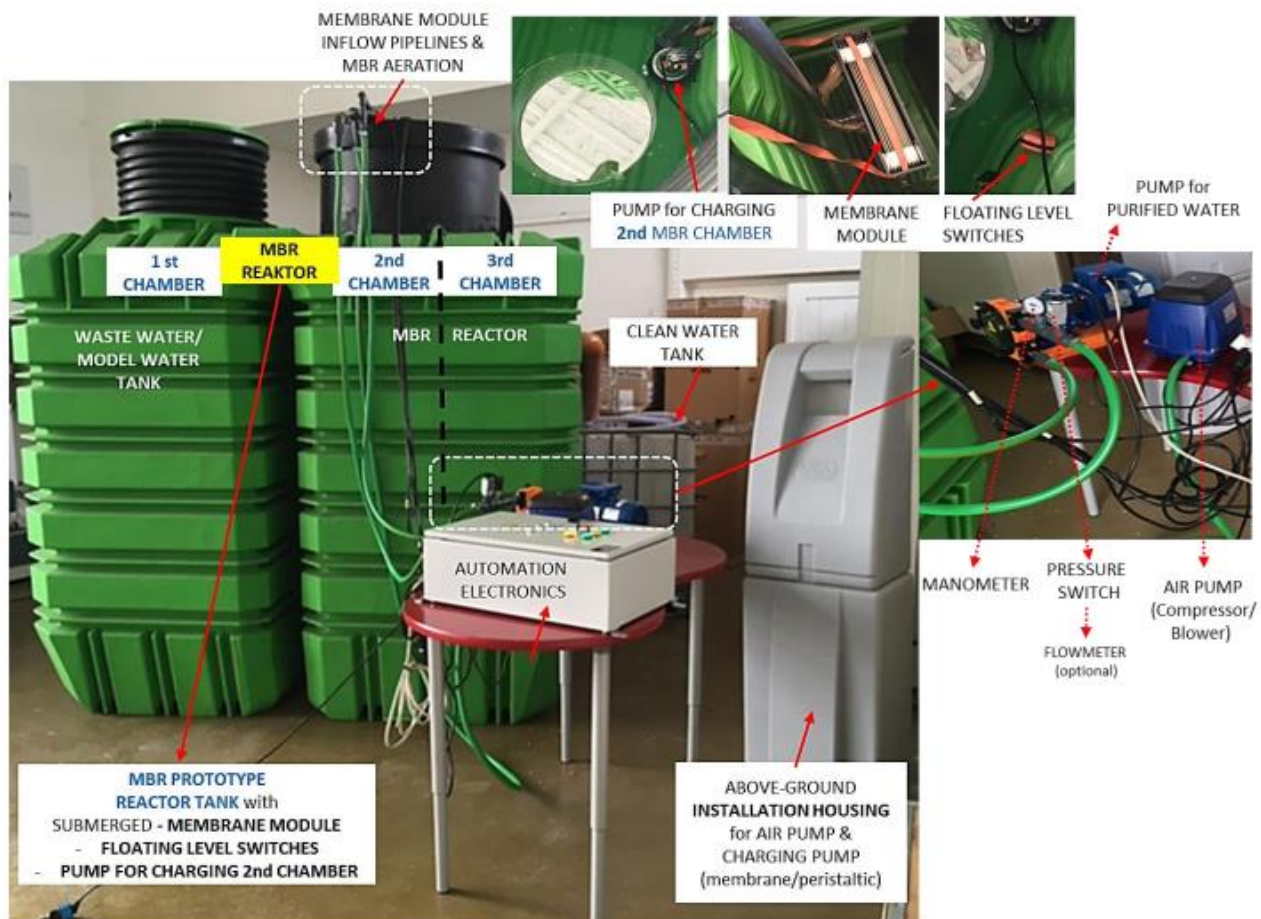 MEMBRANE MODULE
INFLOW PIPELINES &
MBR AERATION
PUMP for CHARGING
2nd MBR CHAMBER
MEMBRANE
MODULE
FLOATING LEVEL
SWITCHES
PUMP for
PURIFIED WATER
1 st
CHAMBER
MBR
REAKTOR
2nd
CHAMBER
3rd
CHAMBER
WASTE WATER/
MODEL WATER
TANK
MBR REACTOR
CLEAN WATER
TANK
AUTOMATION
ELECTRONICS
MANOMETER
PRESSURE
SWITCH
FLOWMETER
(optional)
AIR PUMP
(Compressor/
Blower)
MBR PROTOTYPE
REACTOR TANK with
SUBMERGED - MEMBRANE MODULE
- FLOATING LEVEL SWITCHES
- PUMP FOR CHARGING 2nd CHAMBER
ABOVE-GROUND
INSTALLATION HOUSING
for AIR PUMP &
CHARGING PUMP
(membrane/peristaltic)